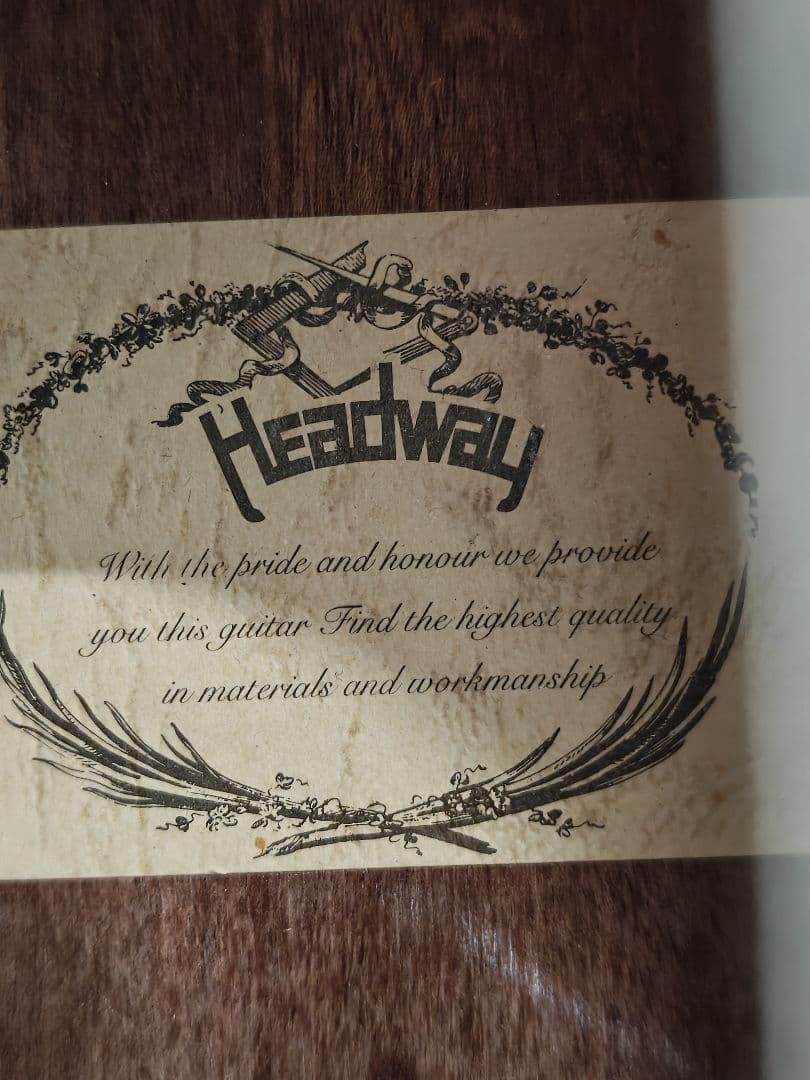 Headway
With the pride and honour we provide
you this guitar Find the highest quality
in materials and workmanship